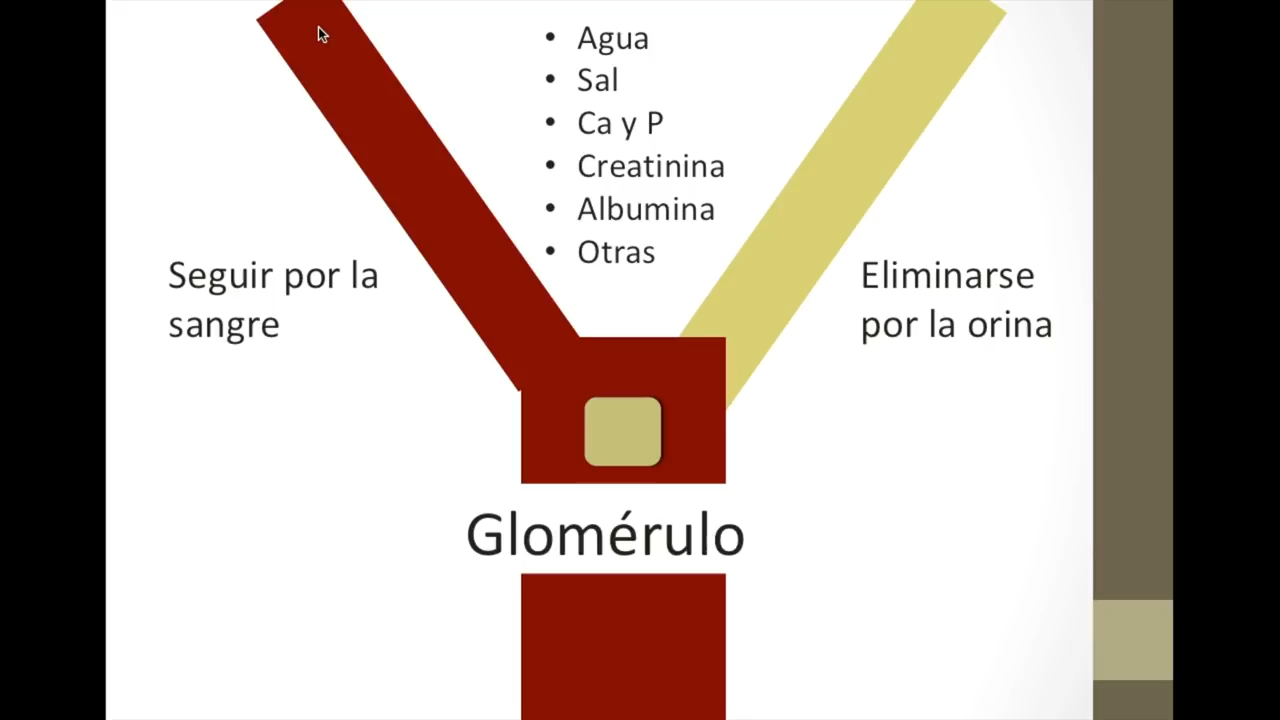 • Agua
• Sal
• Ca y P
• Creatinina
• Albumina
• Otras
Seguir por la
sangre
Eliminarse
por la orina
Glomérulo